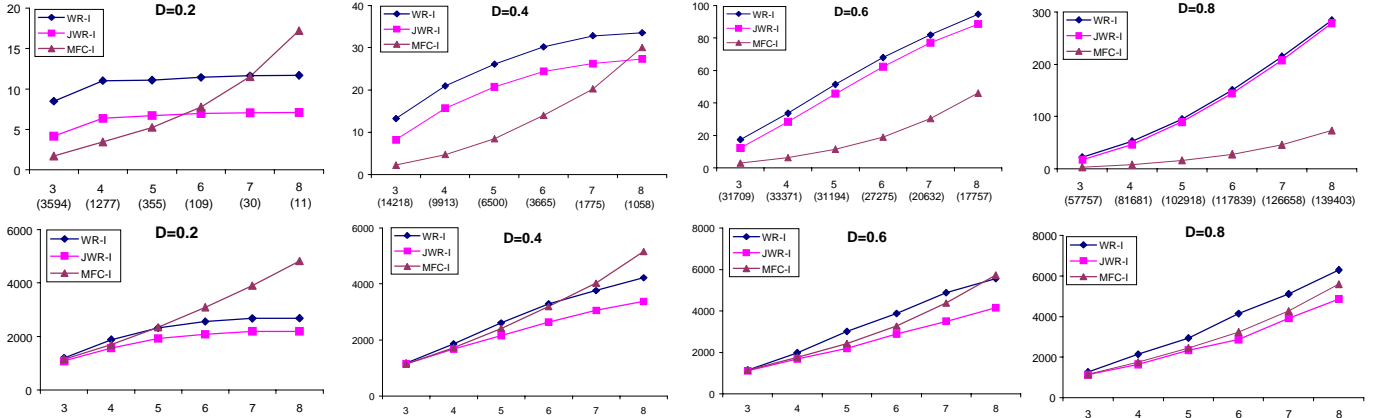 D=0.2
WR-I
JWR-I
MFC-I
20
15
10
5
0
3 4 5 6 7 8
(3594) (1277) (355) (109) (30) (11)
D=0.4
WR-I
JWR-I
MFC-I
40
30
20
10
0
3 4 5 6 7 8
(14218) (9913) (6500) (3665) (1775) (1058)
D=0.6
WR-I
JWR-I
MFC-I
100
80
60
40
20
0
3 4 5 6 7 8
(31709) (33371) (31194) (27275) (20632) (17757)
D=0.8
WR-I
JWR-I
MFC-I
300
200
100
0
3 4 5 6 7 8
(57757) (81681) (102918) (117839) (126658) (139403)
D=0.2
WR-I
JWR-I
MFC-I
6000
4000
2000
0
3 4 5 6 7 8
D=0.4
WR-I
JWR-I
MFC-I
6000
4000
2000
0
3 4 5 6 7 8
D=0.6
WR-I
JWR-I
MFC-I
8000
6000
4000
2000
0
3 4 5 6 7 8
D=0.8
WR-I
JWR-I
MFC-I
8000
6000
4000
2000
0
3 4 5 6 7 8